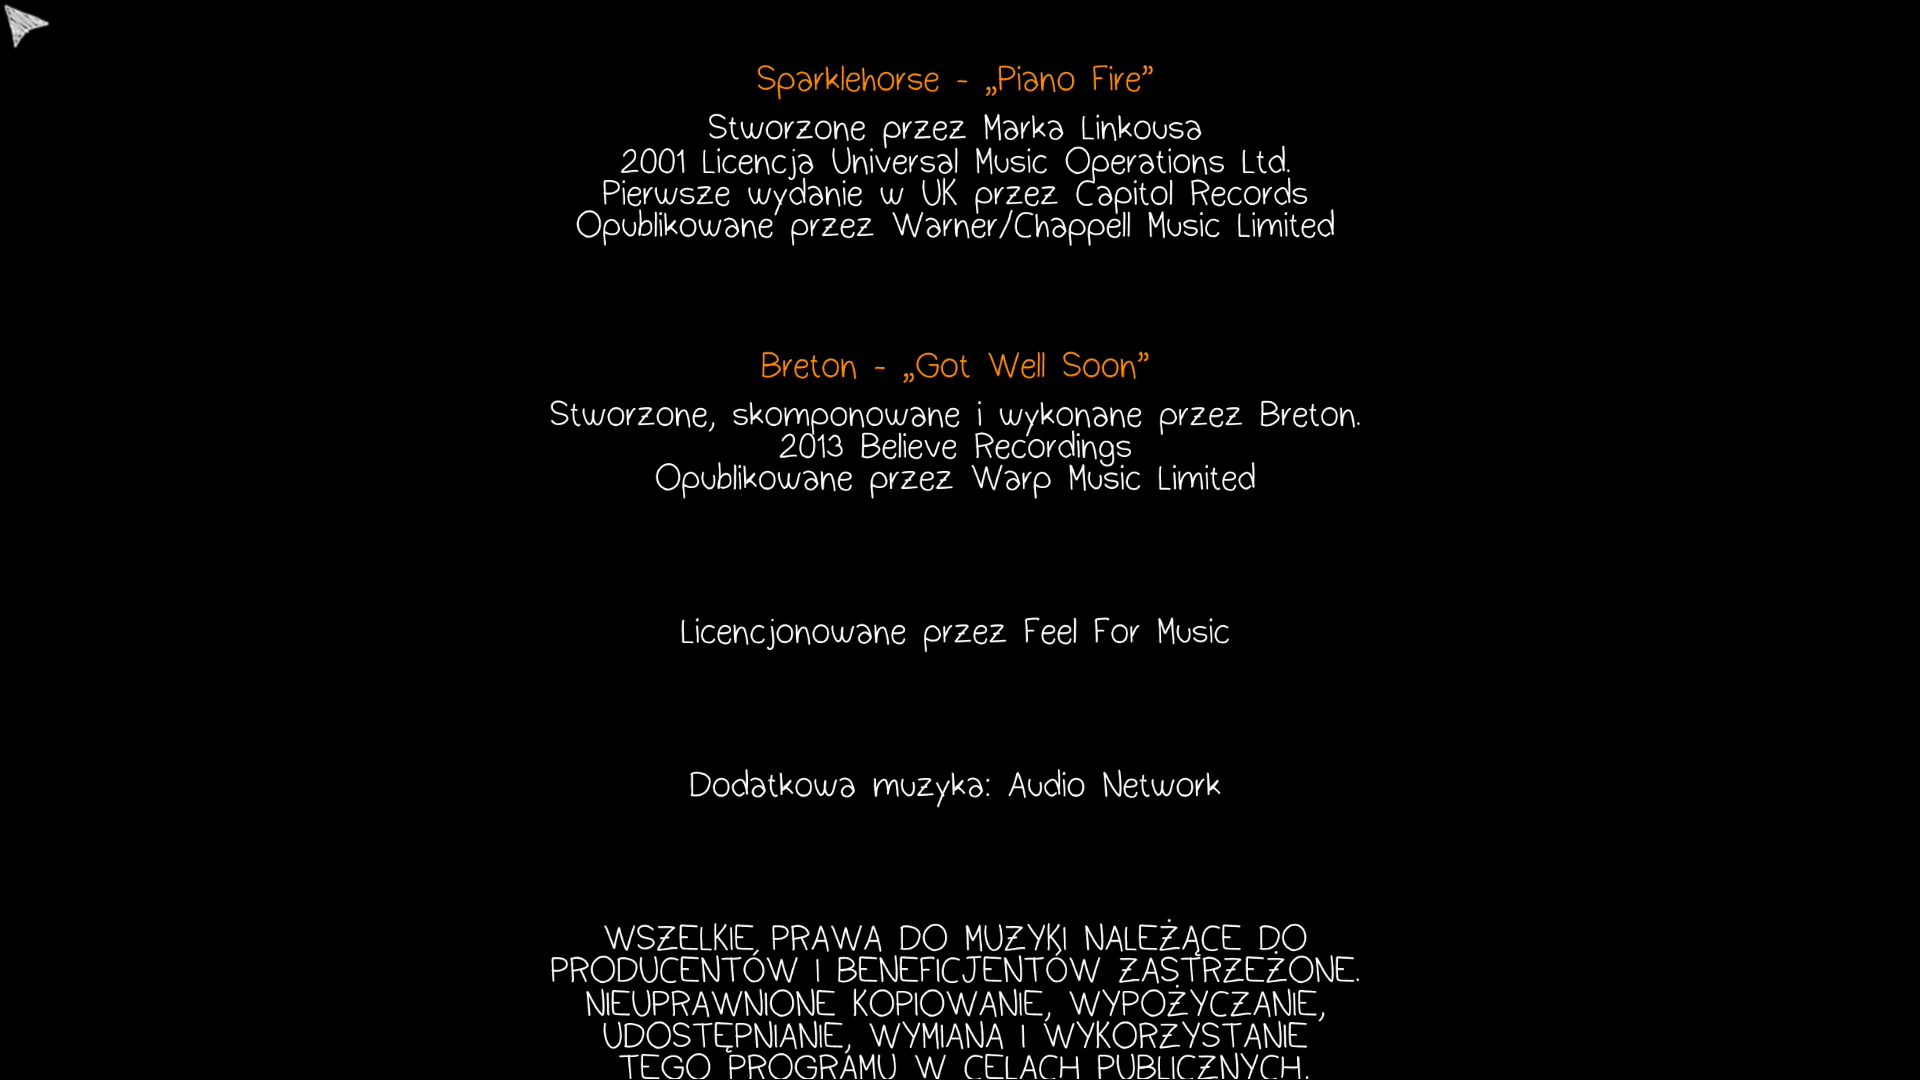 Sparklehorse - „Piano Fire”
Stworzone przez Marka Linkousa
2001 Licencja Universal Music Operations Ltd.
Pierwsze wydanie w UK przez Capitol Records
Opublikowane przez Warner/Chappell Music Limited
Breton - „Got Well Soon”
Stworzone, skomponowane i wykonane przez Breton.
2013 Believe Recordings
Opublikowane przez Warp Music Limited
Licencjonowane przez Feel For Music
Dodatkowa muzyka: Audio Network
WSZELKIE PRAWA DO MUZYKI NALEŻĄCE DO
PRODUCENTÓW I BENEFICJENTÓW ZASTRZEŻONE.
NIEUPRAWNIONE KOPIOWANIE, WYPOŻYCZANIE,
UDOSTĘPNIANIE, WYMIANA I WYKORZYSTANIE
TEGO PROGRAMU W CELACH PUBLICZNYCH.